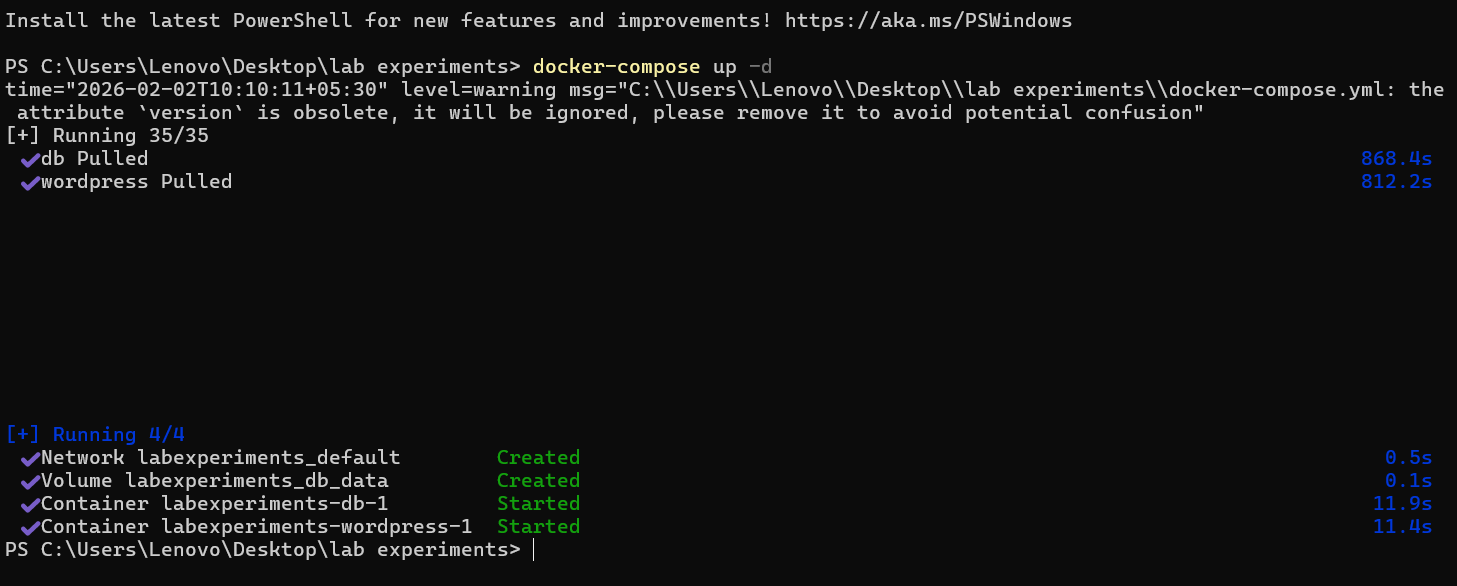 Install the latest PowerShell for new features and improvements! https://aka.ms/PSWindows
PS C:\Users\Lenovo\Desktop\lab experiments> docker-compose up -d
time="2026-02-02T10:10:11+05:30" level=warning msg="C:\\Users\\Lenovo\\Desktop\\lab experiments\\docker-compose.yml: the
 attribute `version` is obsolete, it will be ignored, please remove it to avoid potential confusion"
[+] Running 35/35
 ✔db Pulled 868.4s
 ✔wordpress Pulled 812.2s
[+] Running 4/4
 ✔Network labexperiments_default Created 0.5s
 ✔Volume labexperiments_db_data Created 0.1s
 ✔Container labexperiments-db-1 Started 11.9s
 ✔Container labexperiments-wordpress-1 Started 11.4s
PS C:\Users\Lenovo\Desktop\lab experiments>